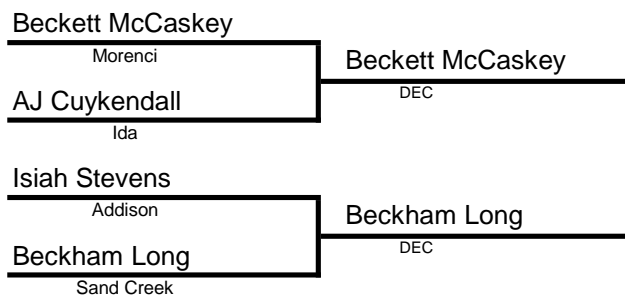 Beckett McCaskey
Morenci
AJ Cuykendall
Ida
Beckett McCaskey
DEC
Isiah Stevens
Addison
Beckham Long
Sand Creek
Beckham Long
DEC